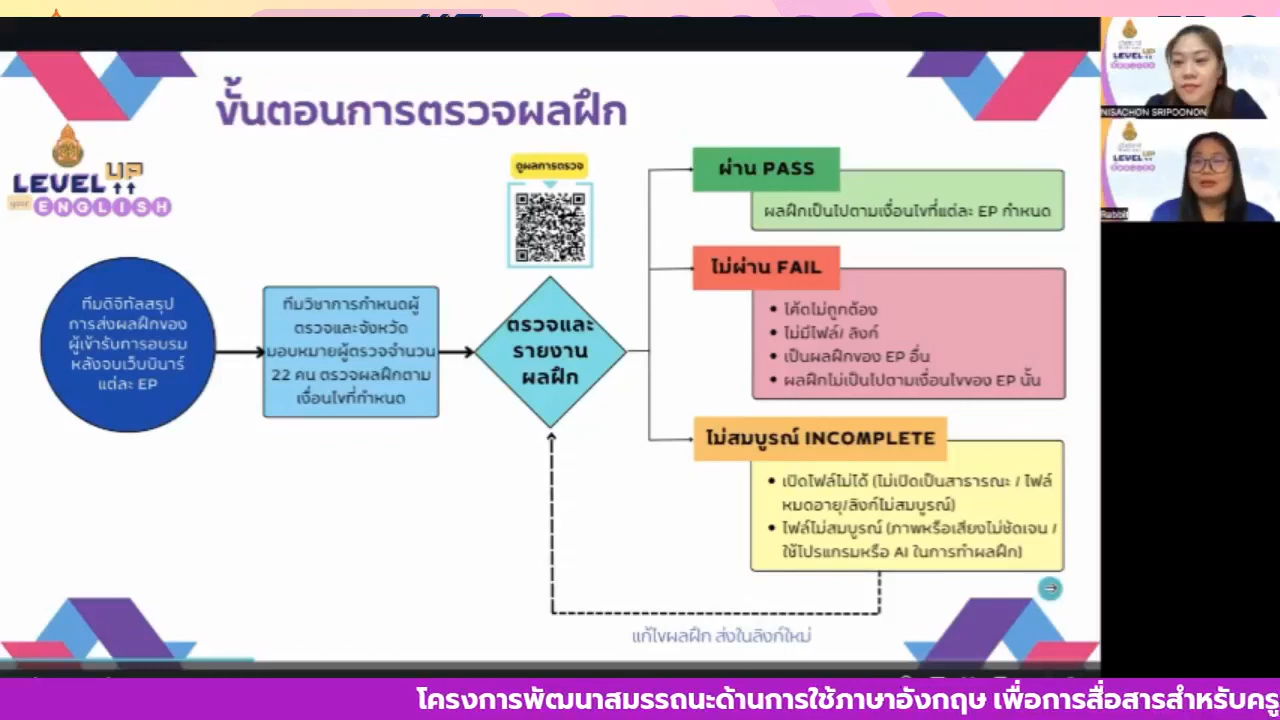 ขั้นตอนการตรวจผลฝึก
LEVEL UP
your ENGLISH
ดูผลการตรวจ
ทีมดิจิทัลสรุป
การส่งผลฝึกของ
ผู้เข้ารับการอบรม
หลังจบเว็บบินาร์
แต่ละ EP
ทีมวิชาการกำหนดผู้
ตรวจและจังหวัด
มอบหมายผู้ตรวจจำนวน
22 คน ตรวจผลฝึกตาม
เงื่อนไขที่กำหนด
ตรวจและ
รายงาน
ผลฝึก
ผ่าน PASS
ผลฝึกเป็นไปตามเงื่อนไขที่แต่ละ EP กำหนด
ไม่ผ่าน FAIL
• โค้ดไม่ถูกต้อง
• ไม่มีไฟล์/ ลิงก์
• เป็นผลฝึกของ EP อื่น
• ผลฝึกไม่เป็นไปตามเงื่อนไขของ EP นั้น
ไม่สมบูรณ์ INCOMPLETE
• เปิดไฟล์ไม่ได้ (ไม่เปิดเป็นสาธารณะ / ไฟล์
หมดอายุ/ลิงก์ไม่สมบูรณ์)
• ไฟล์ไม่สมบูรณ์ (ภาพหรือเสียงไม่ชัดเจน /
ใช้โปรแกรมหรือ AI ในการทำผลฝึก)
แก้ไขผลฝึก ส่งในลิงก์ใหม่
LEVEL UP
NISACHON SRIPOONON
LEVEL UP
Rabbit
โครงการพัฒนาสมรรถนะด้านการใช้ภาษาอังกฤษ เพื่อการสื่อสารสำหรับครู